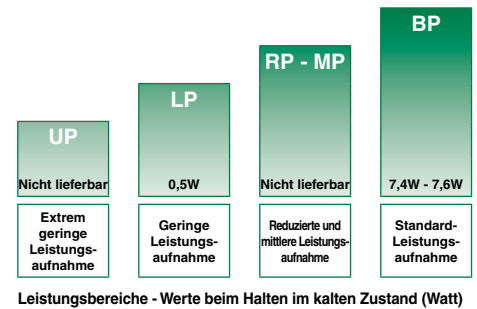 BP
RP - MP
LP
UP
Nicht lieferbar
0,5W
Nicht lieferbar
7,4W - 7,6W
Extrem
geringe
Leistungs-
aufnahme
Geringe
Leistungs-
aufnahme
Reduzierte und
mittlere Leistungs-
aufnahme
Standard-
Leistungs-
aufnahme
Leistungsbereiche - Werte beim Halten im kalten Zustand (Watt)